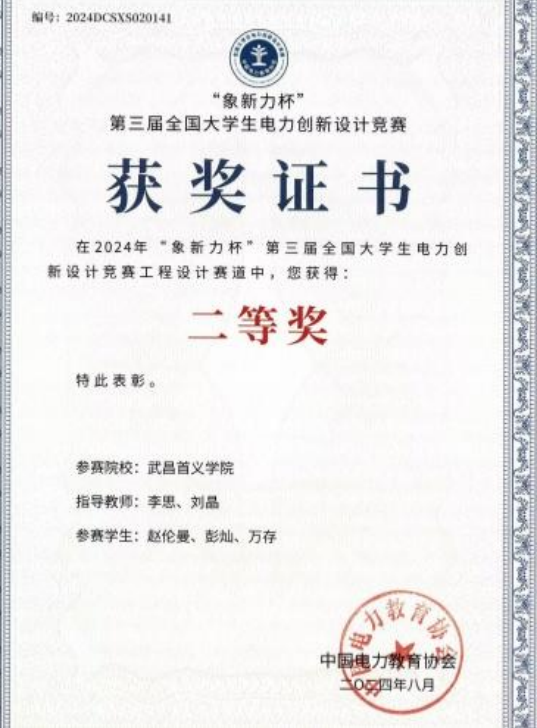 编号：2024DCSXS020141
“象新力杯”
第三届全国大学生电力创新设计竞赛
获奖证书
在2024年“象新力杯”第三届全国大学生电力创
新设计竞赛工程设计赛道中，您获得：
二等奖
特此表彰。
参赛院校：武昌首义学院
指导教师：李思、刘晶
参赛学生：赵伦曼、彭灿、万存
中国电力教育协会
中国电力教育协会
二〇二四年八月